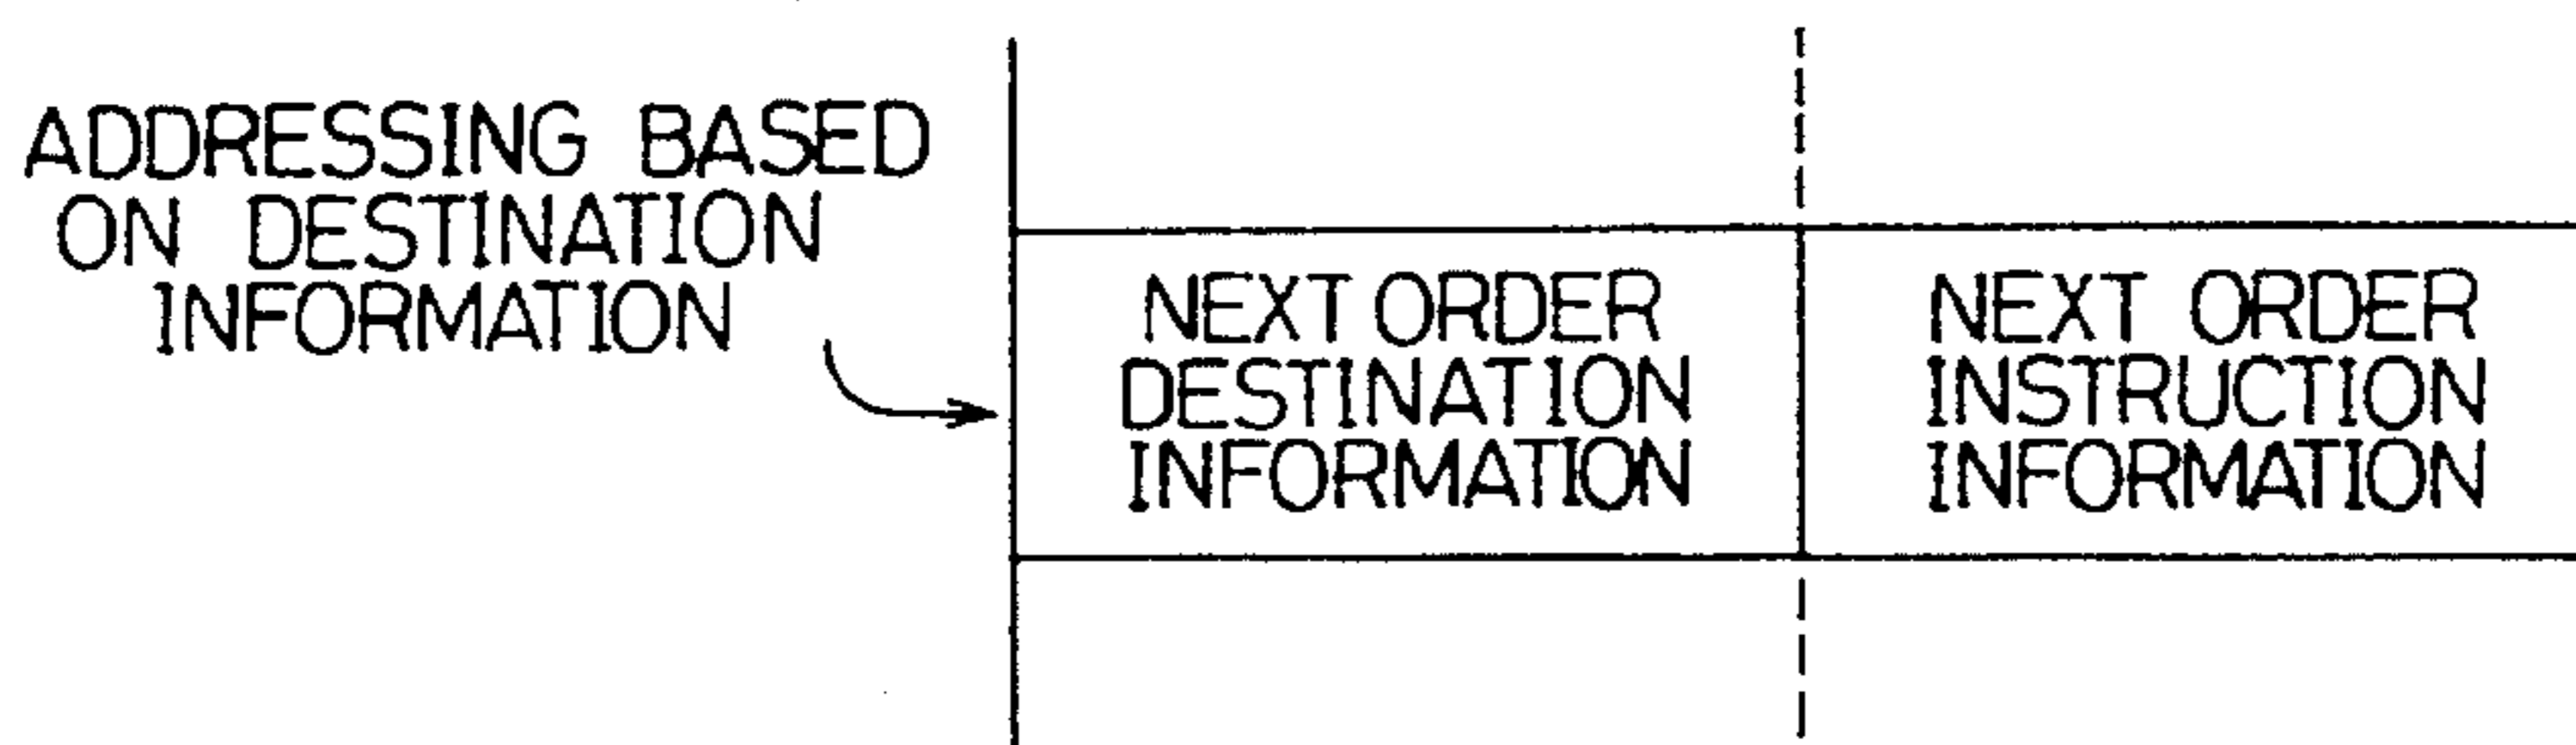 ADDRESSING BASED
ON DESTINATION
INFORMATION
NEXT ORDER
DESTINATION
INFORMATION
NEXT ORDER
INSTRUCTION
INFORMATION